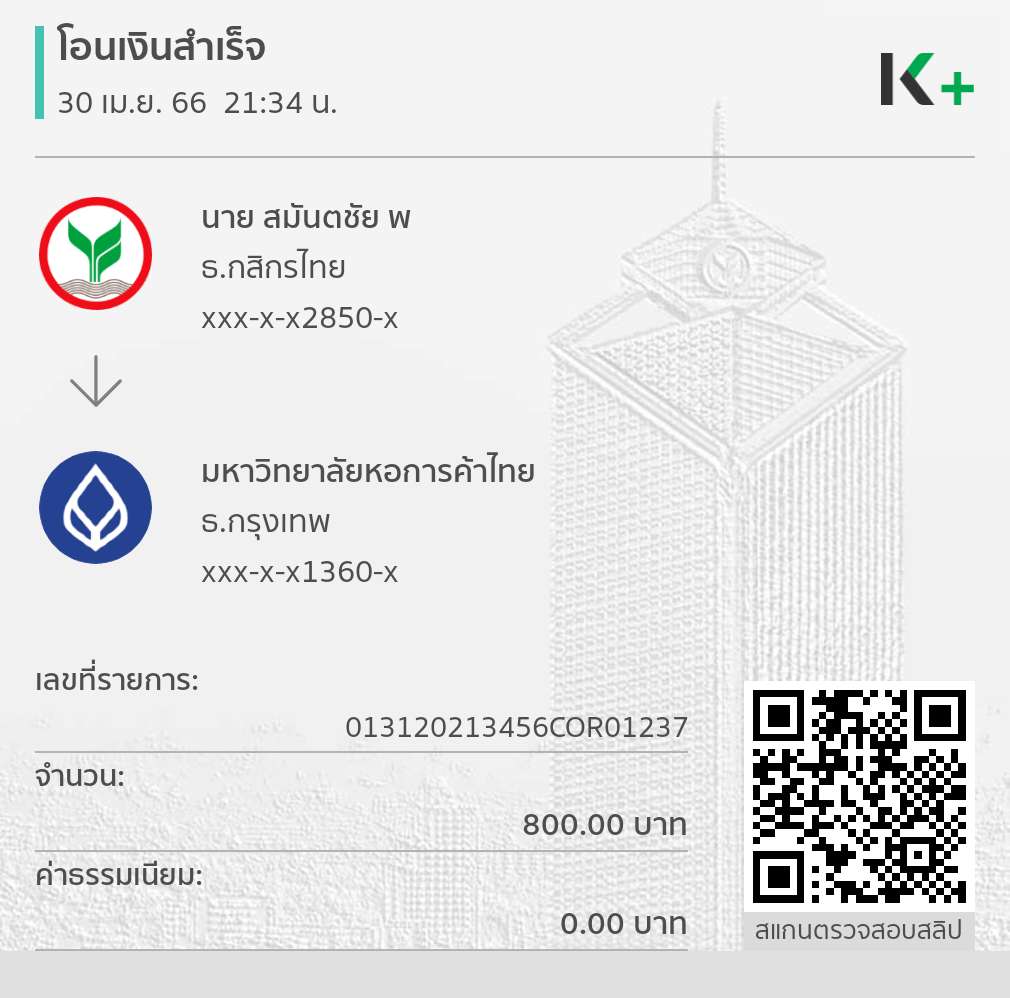 โอนเงินสำเร็จ
30 เม.ย. 66 21:34 น.
K+
นาย สมันตชัย พ
ธ.กสิกรไทย
xxx-x-x2850-x
มหาวิทยาลัยหอการค้าไทย
ธ.กรุงเทพ
xxx-x-x1360-x
เลขที่รายการ:
013120213456COR01237
จำนวน:
800.00 บาท
ค่าธรรมเนียม:
0.00 บาท
สแกนตรวจสอบสลิป